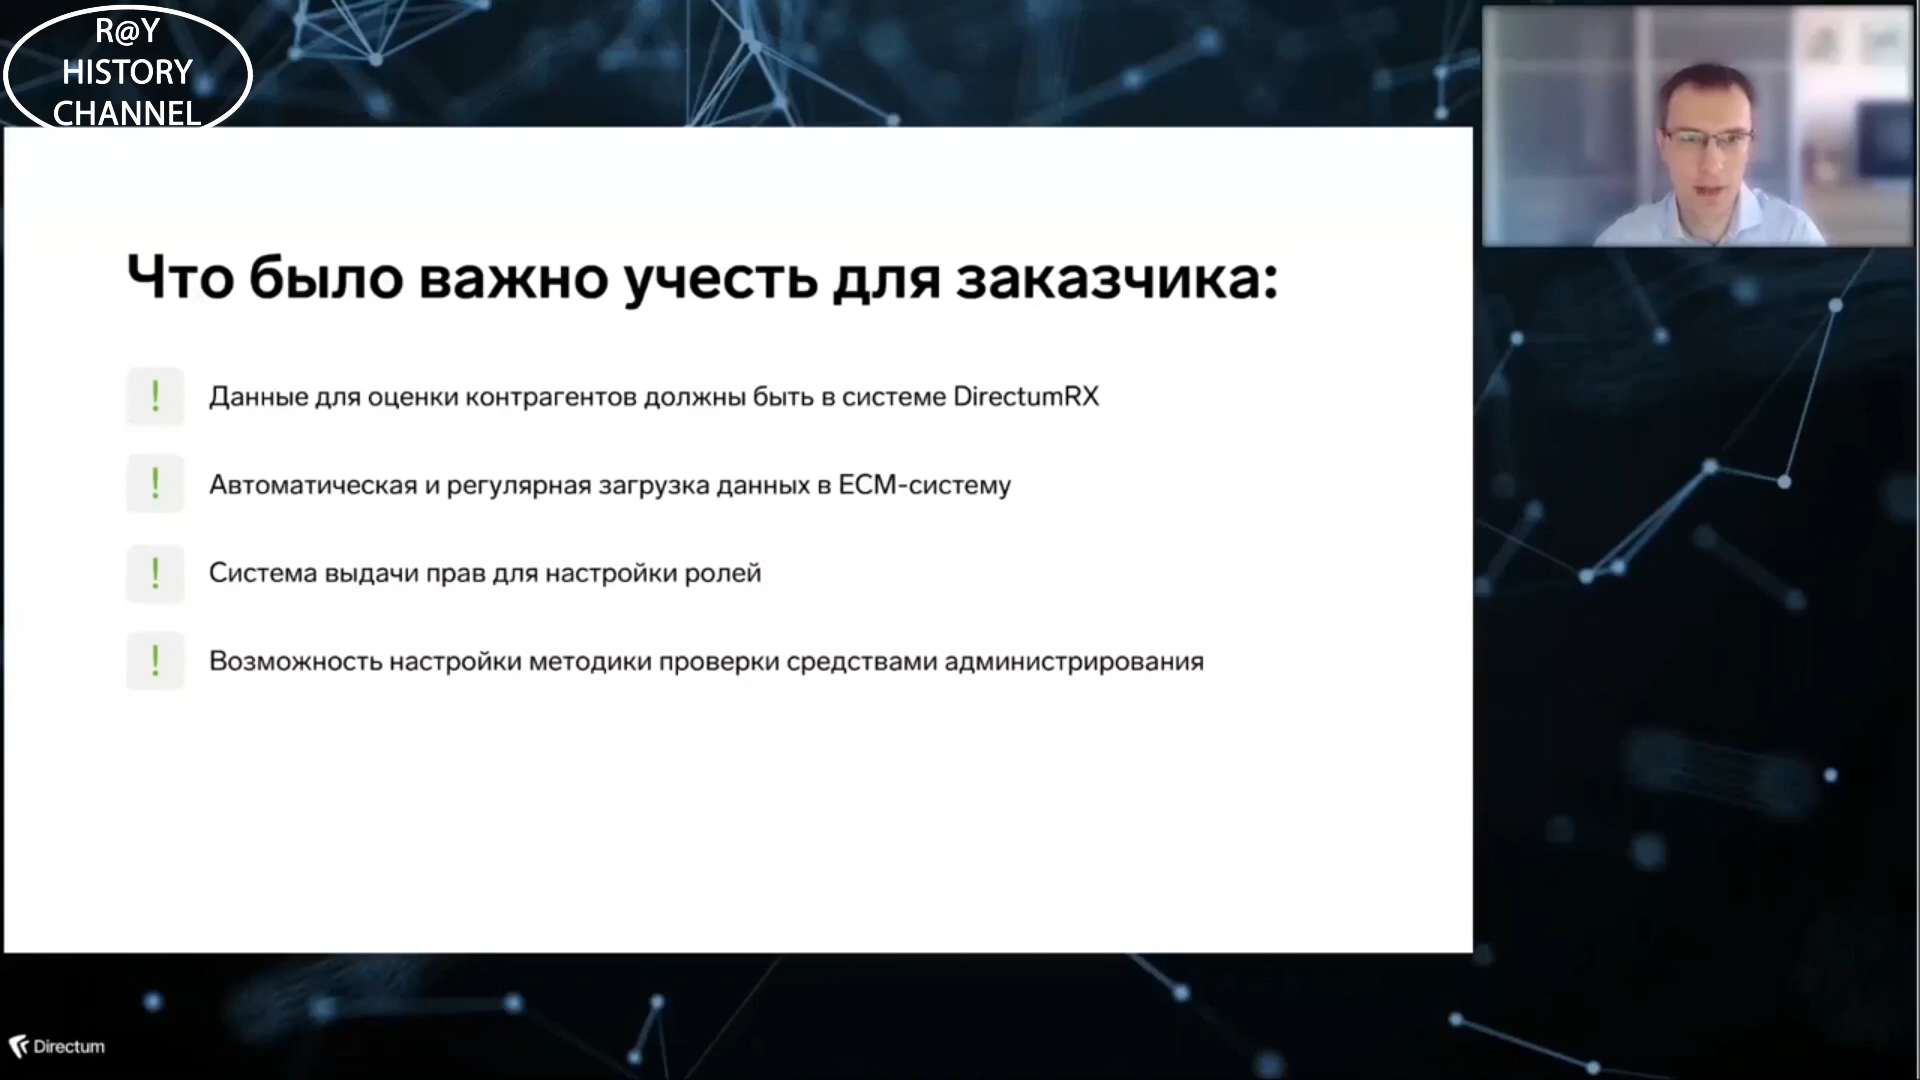 R@Y
HISTORY
CHANNEL
Что было важно учесть для заказчика:
! Данные для оценки контрагентов должны быть в системе DirectumRX
! Автоматическая и регулярная загрузка данных в ECM-систему
! Система выдачи прав для настройки ролей
! Возможность настройки методики проверки средствами администрирования
Directum